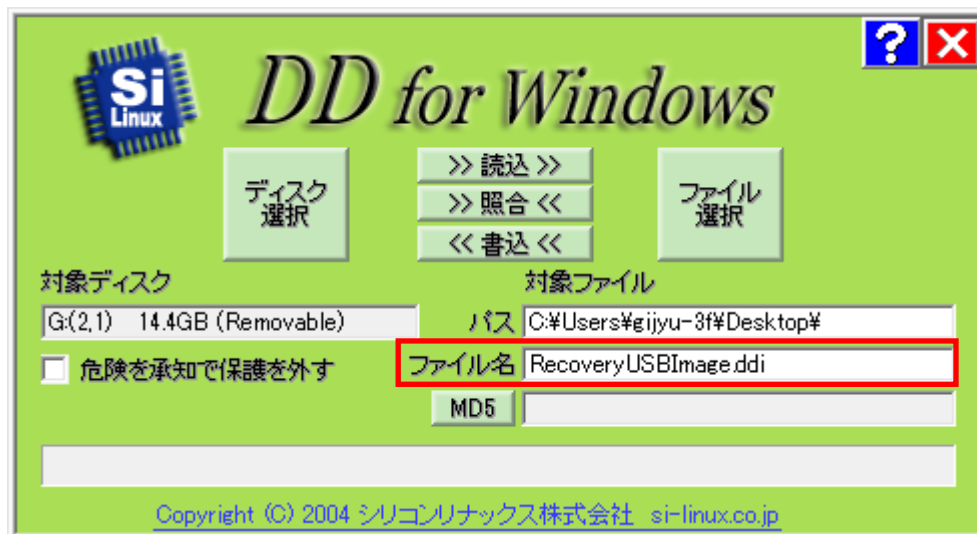 Si
Linux
DD for Windows
?
ディスク
選択
>> 読込 >>
>> 照合 <<
<< 書込 <<
ファイル
選択
対象ディスク
対象ファイル
G:(2,1) 14.4GB (Removable)
パス C:¥Users¥gijyu-3f¥Desktop¥
危険を承知で保護を外す
ファイル名 RecoveryUSBImage.ddi
MD5
Copyright (C) 2004 シリコンリナックス株式会社 si-linux.co.jp